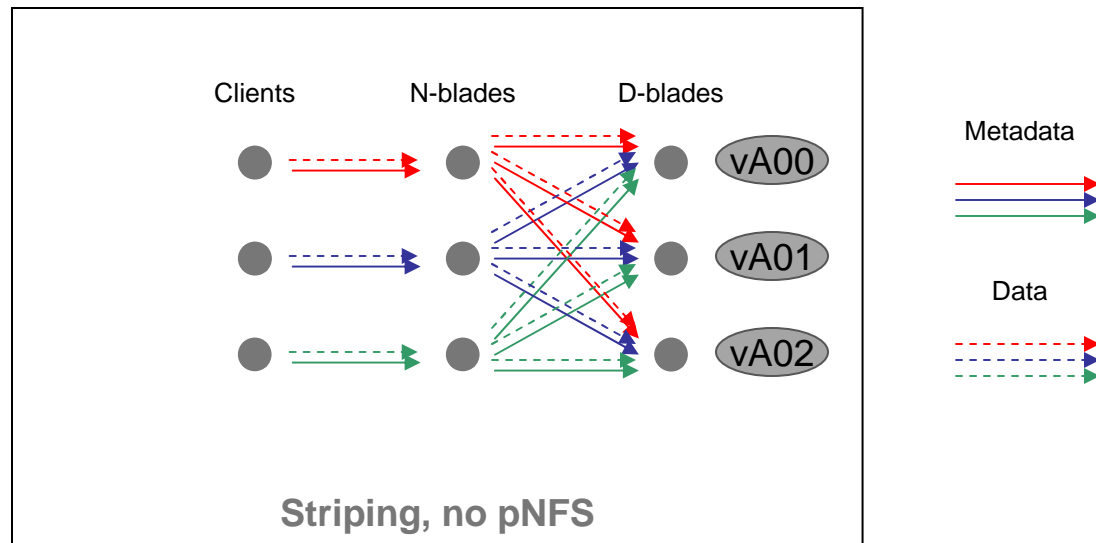 Clients N-blades D-blades
vA00
Metadata
vA01
Data
vA02
Striping, no pNFS